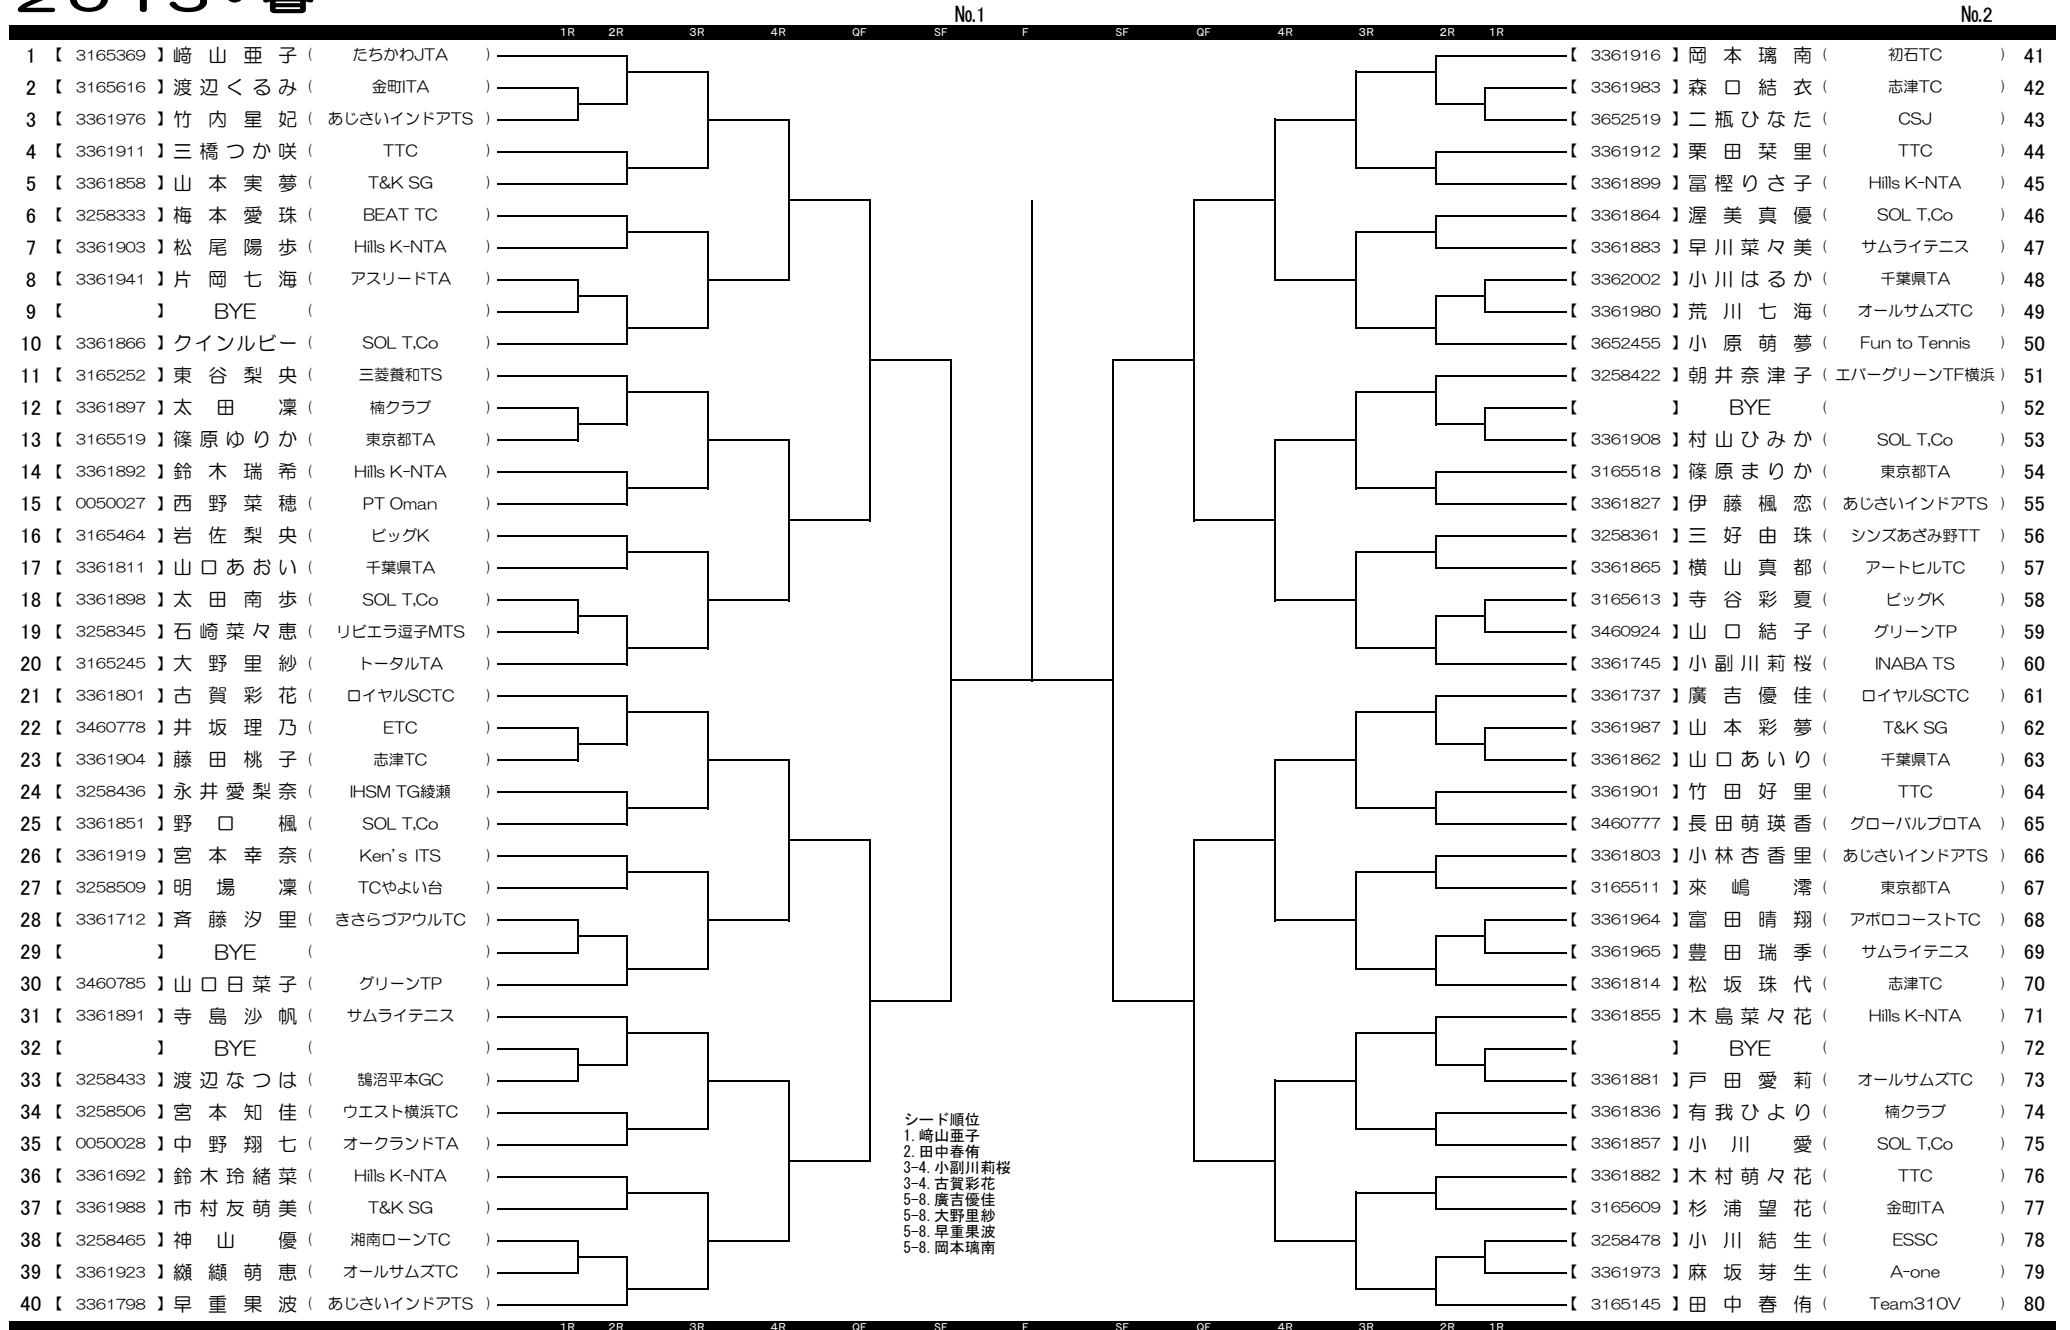 2013・春
No.1 No.2
1R 2R 3R 4R QF SF F SF QF 4R 3R 2R 1R
1 【 3165369 】 﨑山亜子 ( たちかわJTA )
2 【 3165616 】 渡辺くるみ ( 金町ITA )
3 【 3361976 】 竹内星妃 ( あじさいインドアTS )
4 【 3361911 】 三橋つか咲 ( TTC )
5 【 3361858 】 山本実夢 ( T&K SG )
6 【 3258333 】 梅本愛珠 ( BEAT TC )
7 【 3361903 】 松尾陽歩 ( Hills K-NTA )
8 【 3361941 】 片岡七海 ( アスリードTA )
9 【 】 BYE ( )
10 【 3361866 】 クインルビー ( SOL T,Co )
11 【 3165252 】 東谷梨央 ( 三菱養和TS )
12 【 3361897 】 太田凜 ( 楠クラブ )
13 【 3165519 】 篠原ゆりか ( 東京都TA )
14 【 3361892 】 鈴木瑞希 ( Hills K-NTA )
15 【 0050027 】 西野菜穂 ( PT Oman )
16 【 3165464 】 岩佐梨央 ( ビッグK )
17 【 3361811 】 山口あおい ( 千葉県TA )
18 【 3361898 】 太田南歩 ( SOL T,Co )
19 【 3258345 】 石崎菜々恵 ( リビエラ逗子MTS )
20 【 3165245 】 大野里紗 ( トータルTA )
21 【 3361801 】 古賀彩花 ( ロイヤルSCTC )
22 【 3460778 】 井坂理乃 ( ETC )
23 【 3361904 】 藤田桃子 ( 志津TC )
24 【 3258436 】 永井愛梨奈 ( IHSM TG綾瀬 )
25 【 3361851 】 野口楓 ( SOL T,Co )
26 【 3361919 】 宮本幸奈 ( Ken's ITS )
27 【 3258509 】 明場凜 ( TCやよい台 )
28 【 3361712 】 斉藤汐里 ( きさらづアウルTC )
29 【 】 BYE ( )
30 【 3460785 】 山口日菜子 ( グリーンTP )
31 【 3361891 】 寺島沙帆 ( サムライテニス )
32 【 】 BYE ( )
33 【 3258433 】 渡辺なつは ( 鵠沼平本GC )
34 【 3258506 】 宮本知佳 ( ウエスト横浜TC )
35 【 0050028 】 中野翔七 ( オークランドTA )
36 【 3361692 】 鈴木玲緒菜 ( Hills K-NTA )
37 【 3361988 】 市村友萌美 ( T&K SG )
38 【 3258465 】 神山優 ( 湘南ローンTC )
39 【 3361923 】 纐纈萌恵 ( オールサムズTC )
40 【 3361798 】 早重果波 ( あじさいインドアTS )
シード順位
1. 﨑山亜子
2. 田中春侑
3-4. 小副川莉桜
3-4. 古賀彩花
5-8. 廣吉優佳
5-8. 大野里紗
5-8. 早重果波
5-8. 岡本璃南
【 3361916 】 岡本璃南 ( 初石TC ) 41
【 3361983 】 森口結衣 ( 志津TC ) 42
【 3652519 】 二瓶ひなた ( CSJ ) 43
【 3361912 】 栗田栞里 ( TTC ) 44
【 3361899 】 冨樫りさ子 ( Hills K-NTA ) 45
【 3361864 】 渥美真優 ( SOL T,Co ) 46
【 3361883 】 早川菜々美 ( サムライテニス ) 47
【 3362002 】 小川はるか ( 千葉県TA ) 48
【 3361980 】 荒川七海 ( オールサムズTC ) 49
【 3652455 】 小原萌夢 ( Fun to Tennis ) 50
【 3258422 】 朝井奈津子 ( エバーグリーンTF横浜 ) 51
【 】 BYE ( ) 52
【 3361908 】 村山ひみか ( SOL T,Co ) 53
【 3165518 】 篠原まりか ( 東京都TA ) 54
【 3361827 】 伊藤楓恋 ( あじさいインドアTS ) 55
【 3258361 】 三好由珠 ( シンズあざみ野TT ) 56
【 3361865 】 横山真都 ( アートヒルTC ) 57
【 3165613 】 寺谷彩夏 ( ビッグK ) 58
【 3460924 】 山口結子 ( グリーンTP ) 59
【 3361745 】 小副川莉桜 ( INABA TS ) 60
【 3361737 】 廣吉優佳 ( ロイヤルSCTC ) 61
【 3361987 】 山本彩夢 ( T&K SG ) 62
【 3361862 】 山口あいり ( 千葉県TA ) 63
【 3361901 】 竹田好里 ( TTC ) 64
【 3460777 】 長田萌瑛香 ( グローバルプロTA ) 65
【 3361803 】 小林杏香里 ( あじさいインドアTS ) 66
【 3165511 】 來嶋澪 ( 東京都TA ) 67
【 3361964 】 富田晴翔 ( アポロコーストTC ) 68
【 3361965 】 豊田瑞季 ( サムライテニス ) 69
【 3361814 】 松坂珠代 ( 志津TC ) 70
【 3361855 】 木島菜々花 ( Hills K-NTA ) 71
【 】 BYE ( ) 72
【 3361881 】 戸田愛莉 ( オールサムズTC ) 73
【 3361836 】 有我ひより ( 楠クラブ ) 74
【 3361857 】 小川愛 ( SOL T,Co ) 75
【 3361882 】 木村萌々花 ( TTC ) 76
【 3165609 】 杉浦望花 ( 金町ITA ) 77
【 3258478 】 小川結生 ( ESSC ) 78
【 3361973 】 麻坂芽生 ( A-one ) 79
【 3165145 】 田中春侑 ( Team310V ) 80
1R 2R 3R 4R QF SF F SF QF 4R 3R 2R 1R